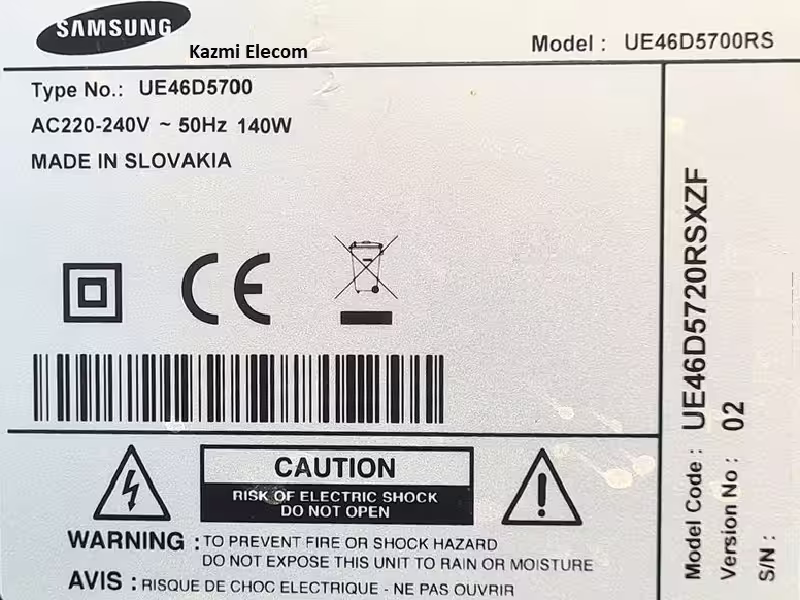 SAMSUNG
Kazmi Elecom
Model : UE46D5700RS
Type No.: UE46D5700
AC220-240V ~ 50Hz 140W
MADE IN SLOVAKIA
CE
CAUTION
RISK OF ELECTRIC SHOCK
DO NOT OPEN
WARNING : TO PREVENT FIRE OR SHOCK HAZARD
DO NOT EXPOSE THIS UNIT TO RAIN OR MOISTURE
AVIS : RISQUE DE CHOC ELECTRIQUE - NE PAS OUVRIR
Model Code : UE46D5720RSXZF
Version No : 02
S/N :